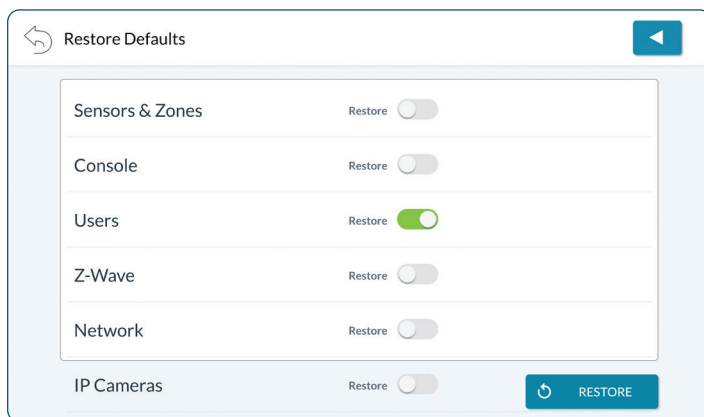 Restore Defaults
Sensors & Zones Restore
Console Restore
Users Restore
Z-Wave Restore
Network Restore
IP Cameras Restore RESTORE